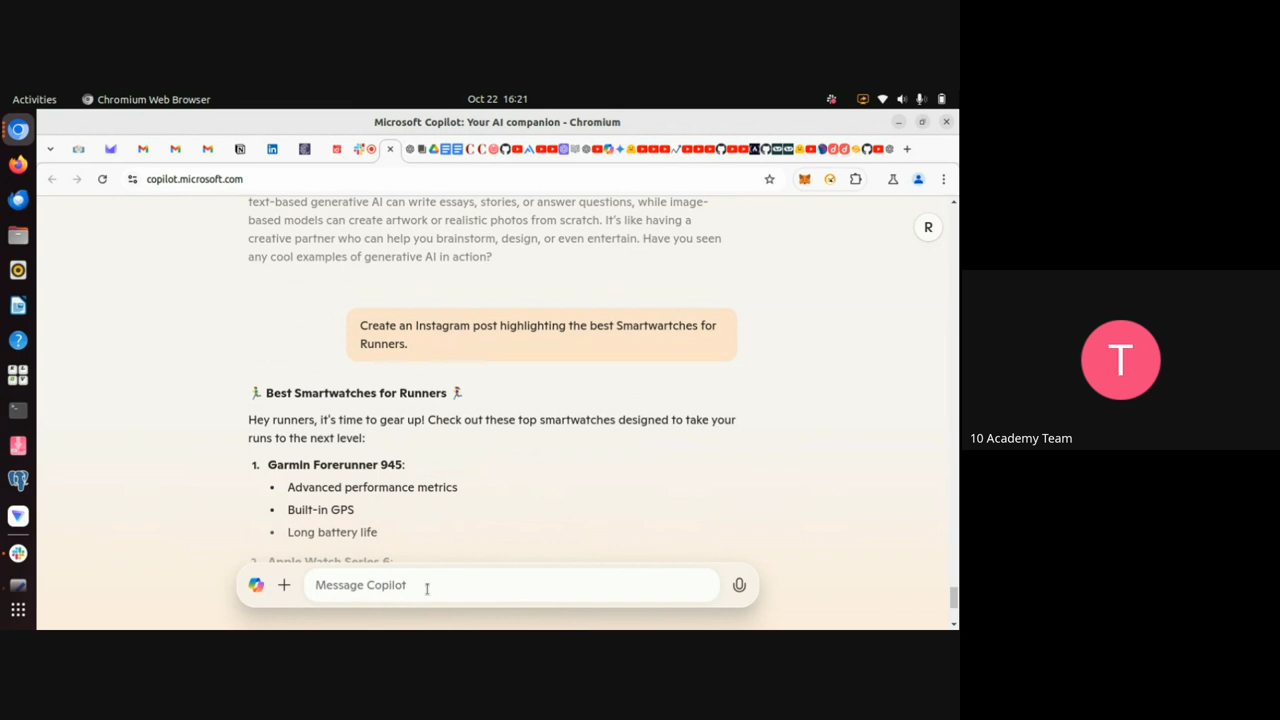 Activities
Chromium Web Browser
Oct 22 16:21
Microsoft Copilot: Your AI companion - Chromium
copilot.microsoft.com
text-based generative AI can write essays, stories, or answer questions, while image-
based models can create artwork or realistic photos from scratch. It's like having a
creative partner who can help you brainstorm, design, or even entertain. Have you seen
any cool examples of generative AI in action?
R
Create an Instagram post highlighting the best Smartwartches for
Runners.
Best Smartwatches for Runners
Hey runners, it's time to gear up! Check out these top smartwatches designed to take your
runs to the next level:
1. Garmin Forerunner 945:
• Advanced performance metrics
• Built-in GPS
• Long battery life
2. Apple Watch Series 6:
Message Copilot
T
10 Academy Team